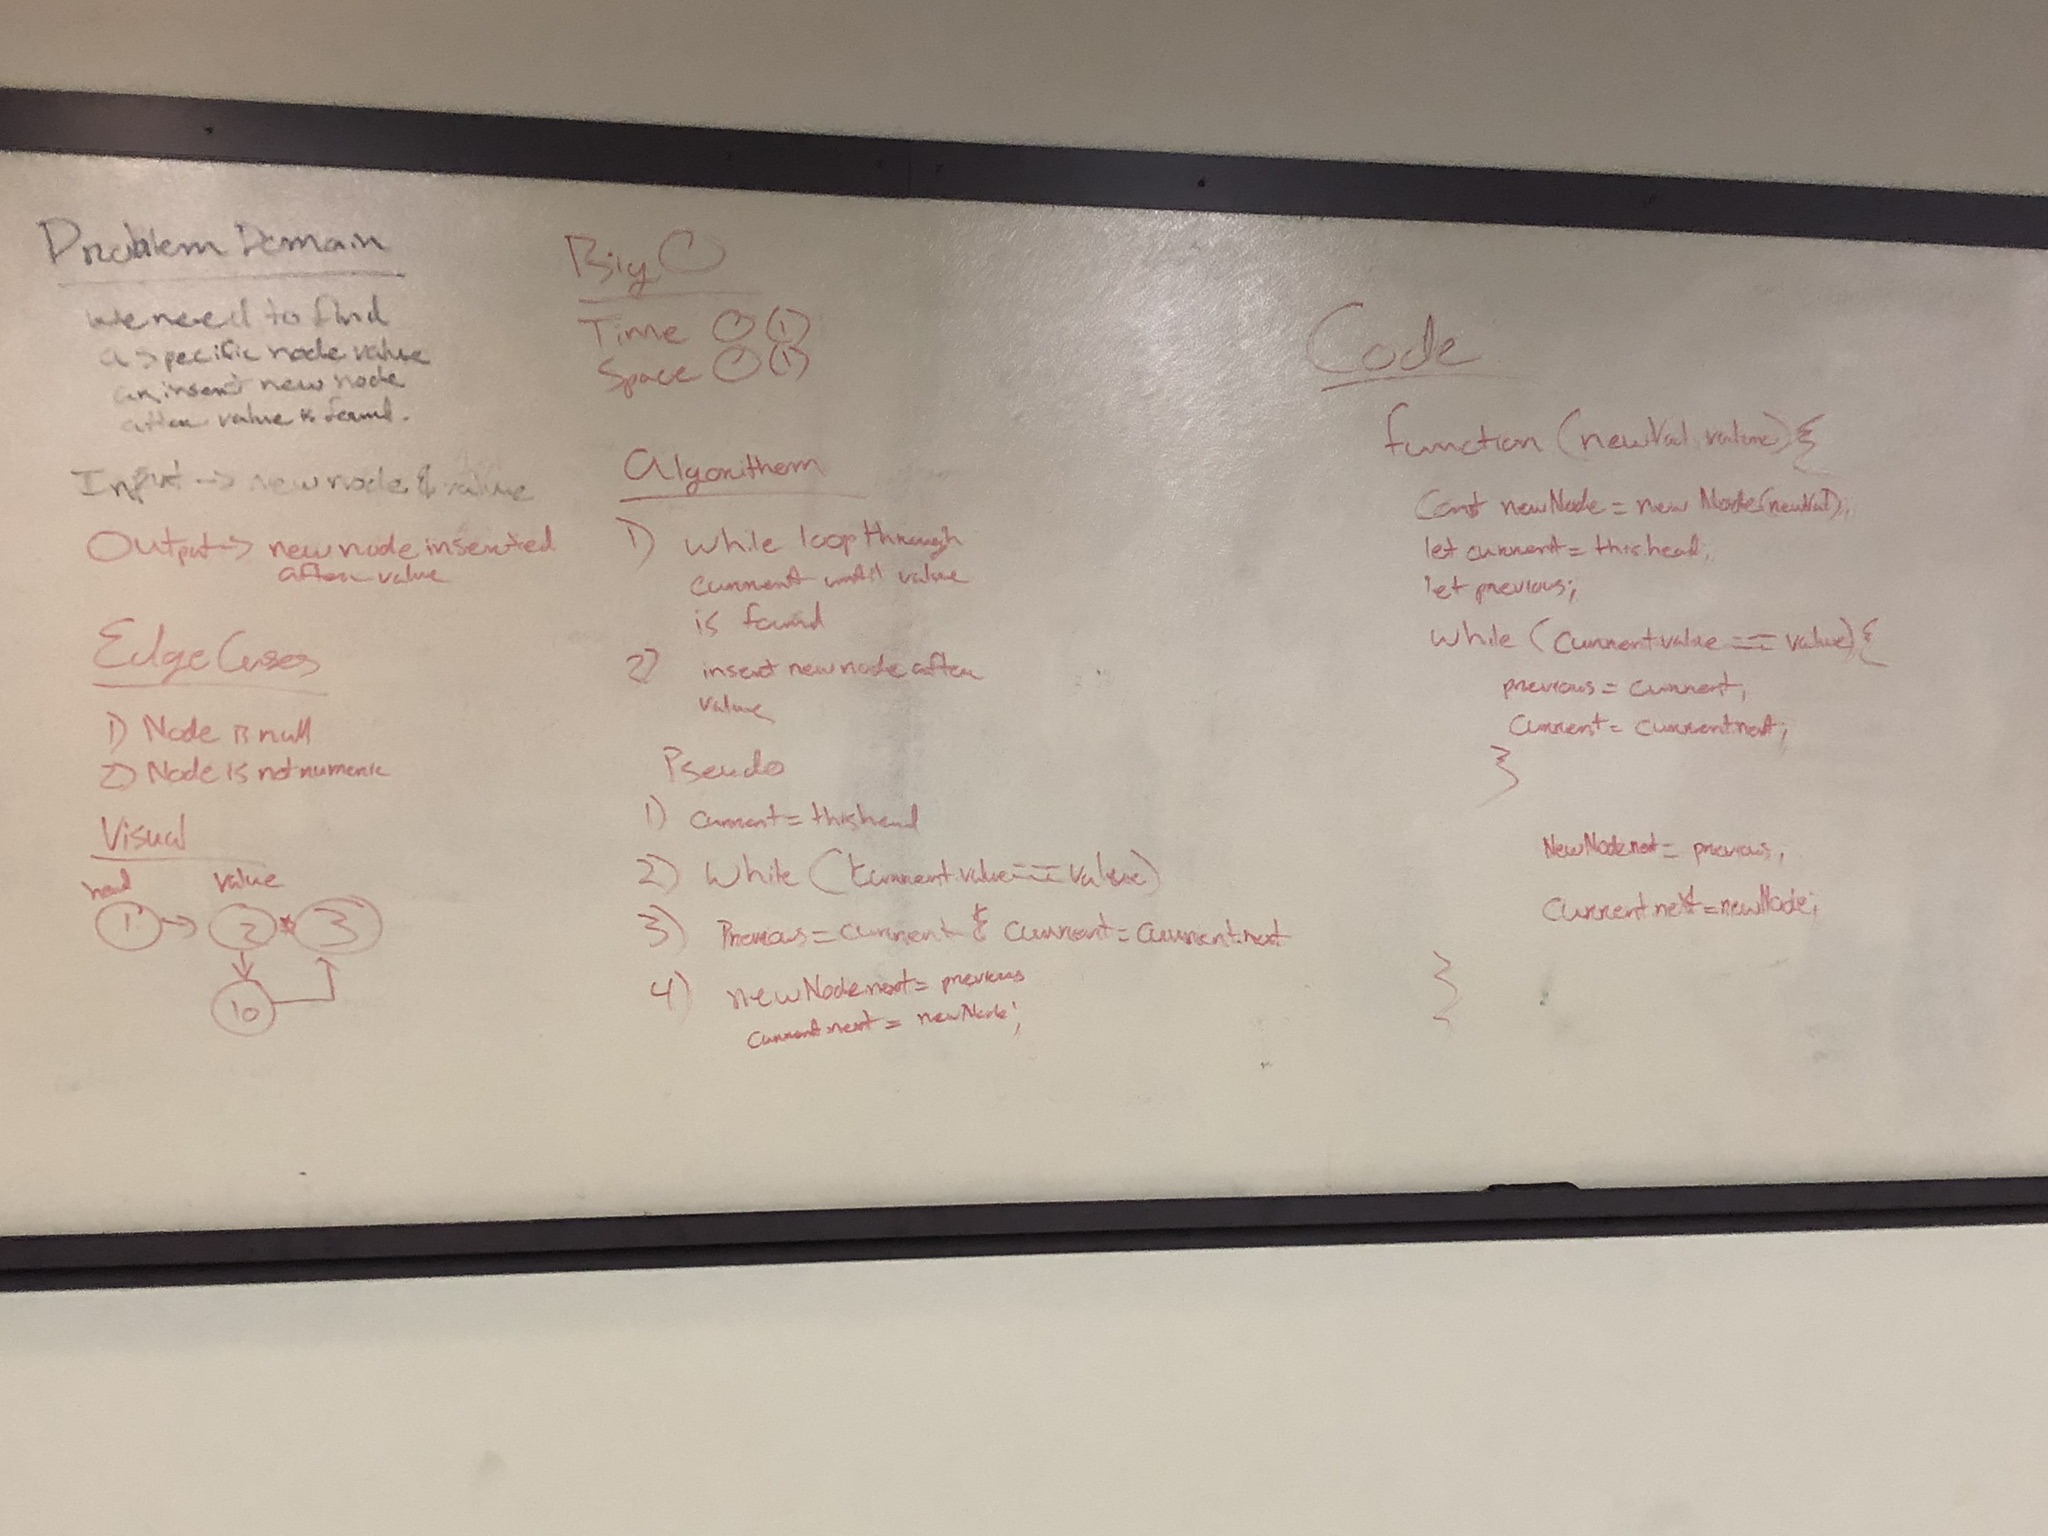 Problem Domain
We need to find
a specific node value
an insert new node
after value is found.
Input -> new node & value
Output -> new node inserted
after value
Edge Cases
1) Node is null
2) Node is not numeric
Visual
head value
1 -> 2 3
10
Big O
Time O(1)
Space O(1)
Algorithem
1) while loop through
current until value
is found
2) insert new node after
value
Pseudo
1) current = this.head
2) While (current.value === value)
3) Previous = current & current = current.next
4) newNode.next = previous
current.next = newNode;
Code
function (newVal, value) {
Const newNode = new Node(newVal);
let current = this.head;
let previous;
while (current.value === value) {
previous = current;
Current = current.next;
}
NewNode.next = previous;
Current.next = newNode;
}